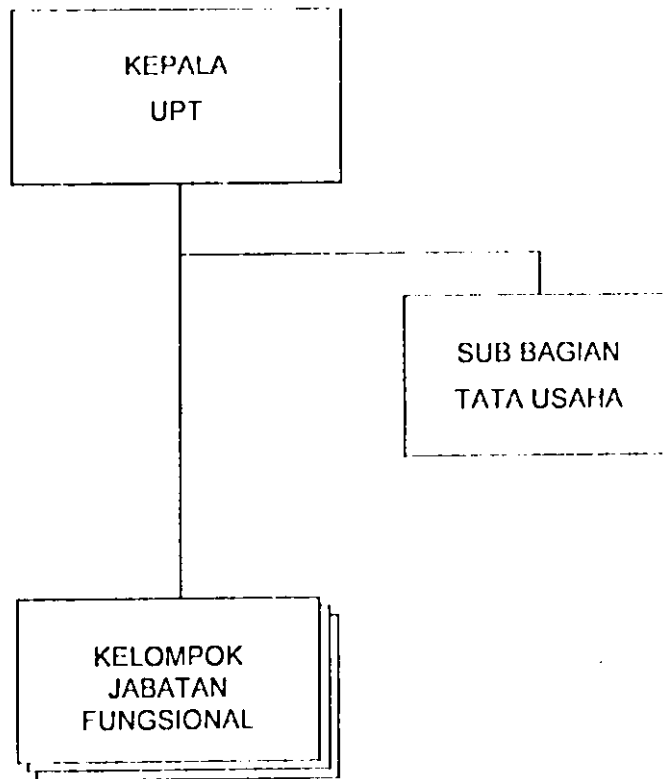 KEPALA
UPT
SUB BAGIAN
TATA USAHA
KELOMPOK
JABATAN
FUNGSIONAL